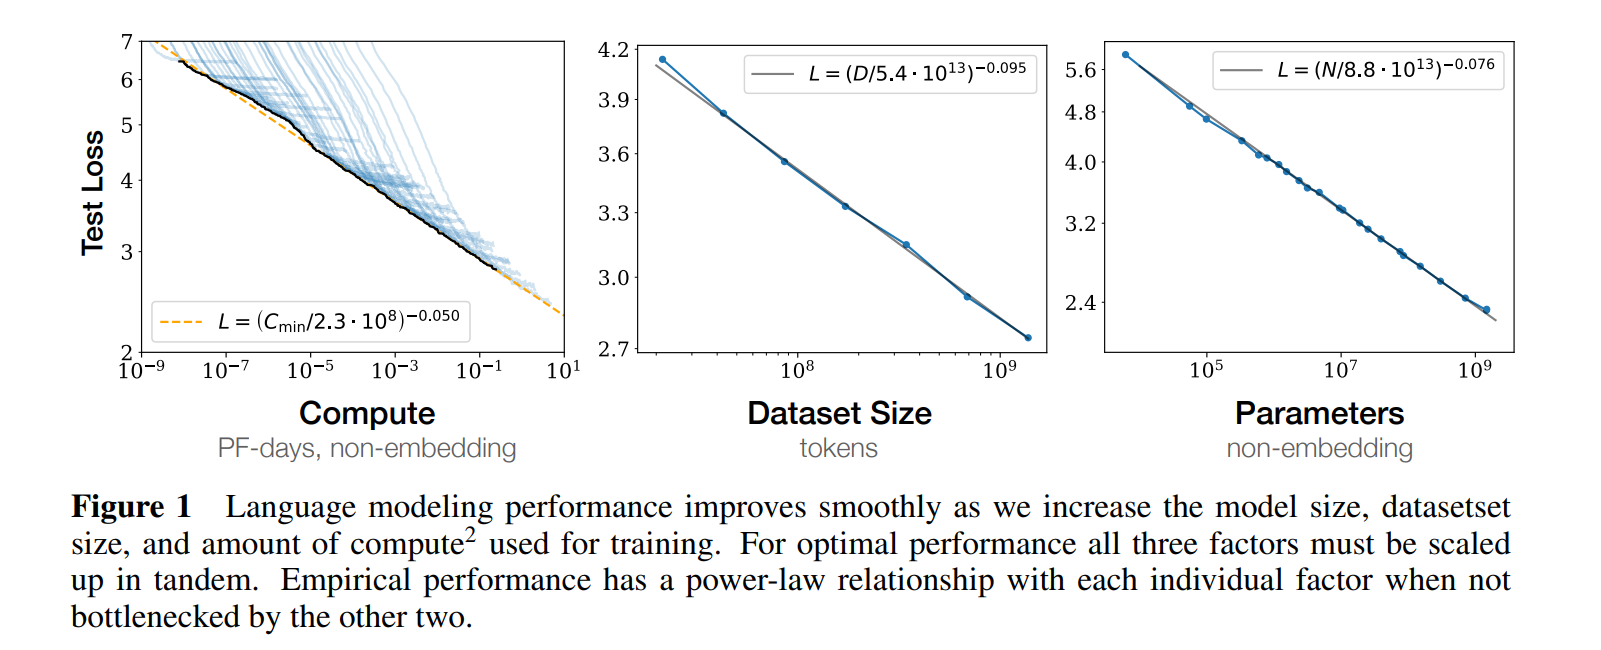 Test Loss
7
6
5
4
3
2
L = (C_min/2.3 · 10^8)^−0.050
10^−9 10^−7 10^−5 10^−3 10^−1 10^1
Compute
PF-days, non-embedding
4.2
3.9
3.6
3.3
3.0
2.7
L = (D/5.4 · 10^13)^−0.095
10^8 10^9
Dataset Size
tokens
5.6
4.8
4.0
3.2
2.4
L = (N/8.8 · 10^13)^−0.076
10^5 10^7 10^9
Parameters
non-embedding
Figure 1 Language modeling performance improves smoothly as we increase the model size, datasetset
size, and amount of compute^2 used for training. For optimal performance all three factors must be scaled
up in tandem. Empirical performance has a power-law relationship with each individual factor when not
bottlenecked by the other two.